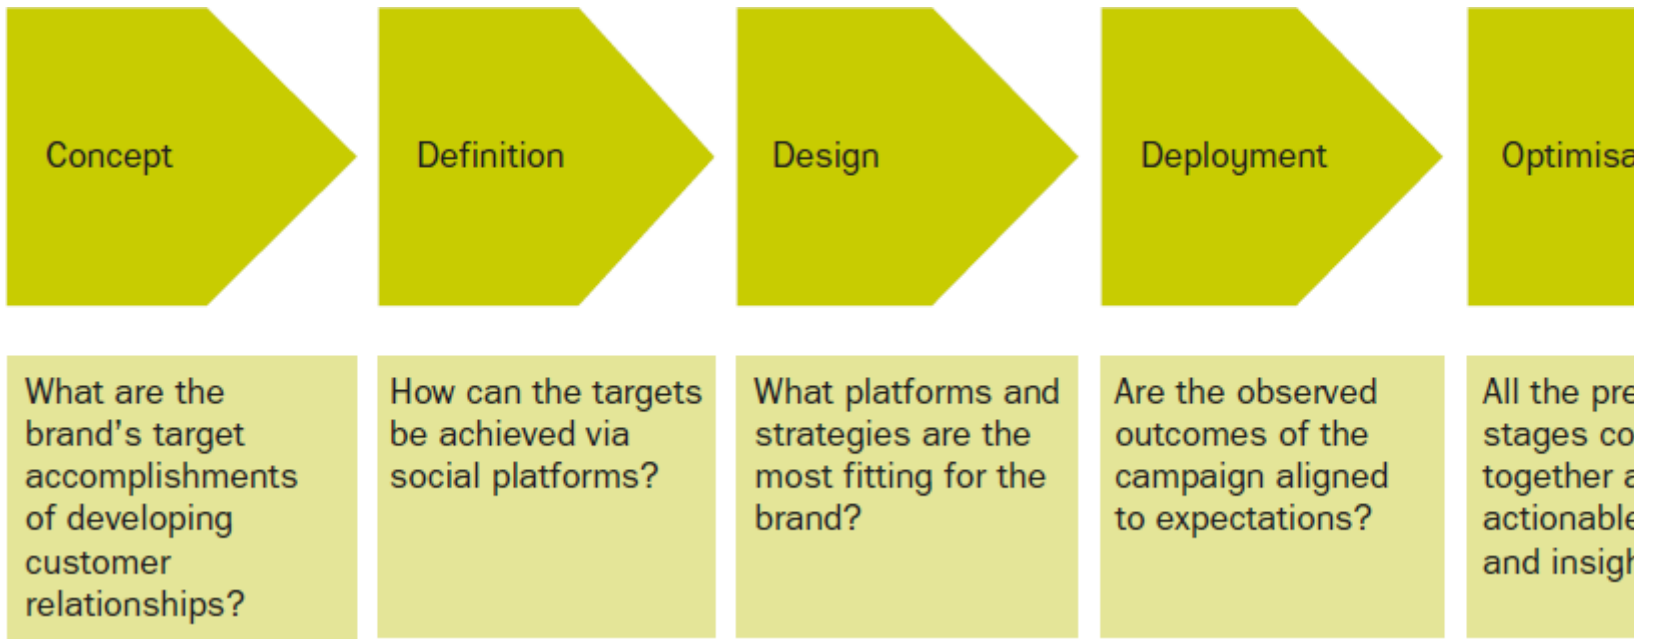 Concept
Definition
Design
Deployment
What are the
brand's target
accomplishments
of developing
customer
relationships?
How can the targets
be achieved via
social platforms?
What platforms and
strategies are the
most fitting for the
brand?
Are the observed
outcomes of the
campaign aligned
to expectations?
All the
stages
together
and